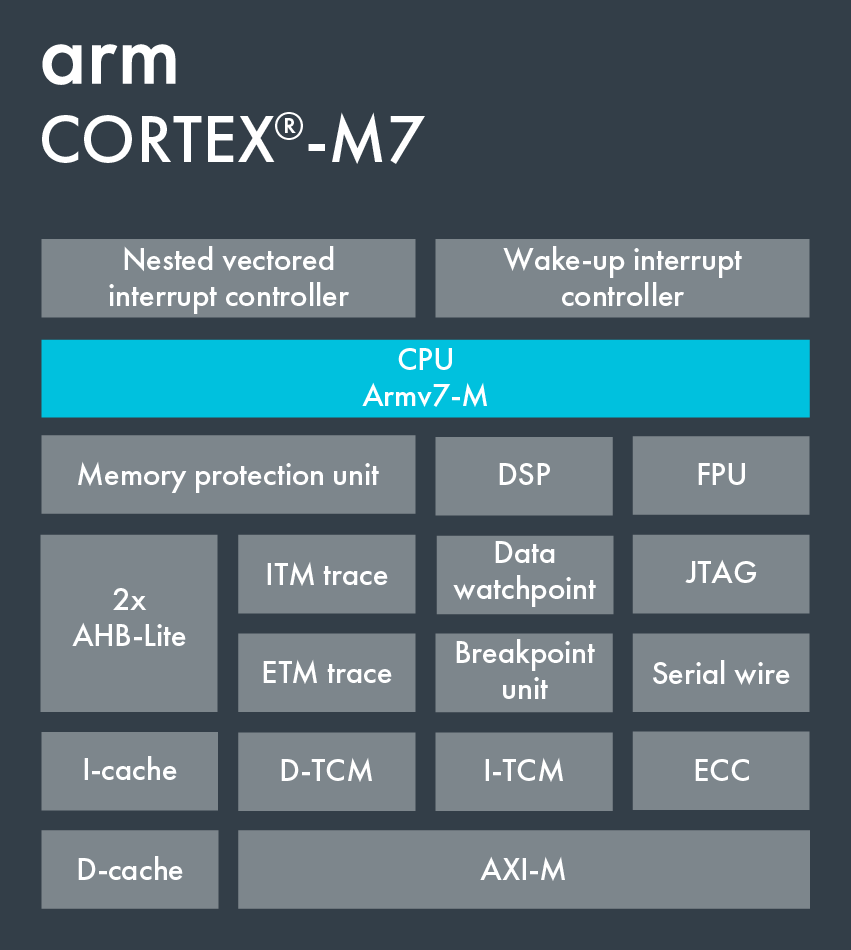 arm
CORTEX®-M7
Nested vectored
interrupt controller
Wake-up interrupt
controller
CPU
Armv7-M
Memory protection unit
DSP
FPU
2x
AHB-Lite
ITM trace
Data
watchpoint
JTAG
ETM trace
Breakpoint
unit
Serial wire
I-cache
D-TCM
I-TCM
ECC
D-cache
AXI-M